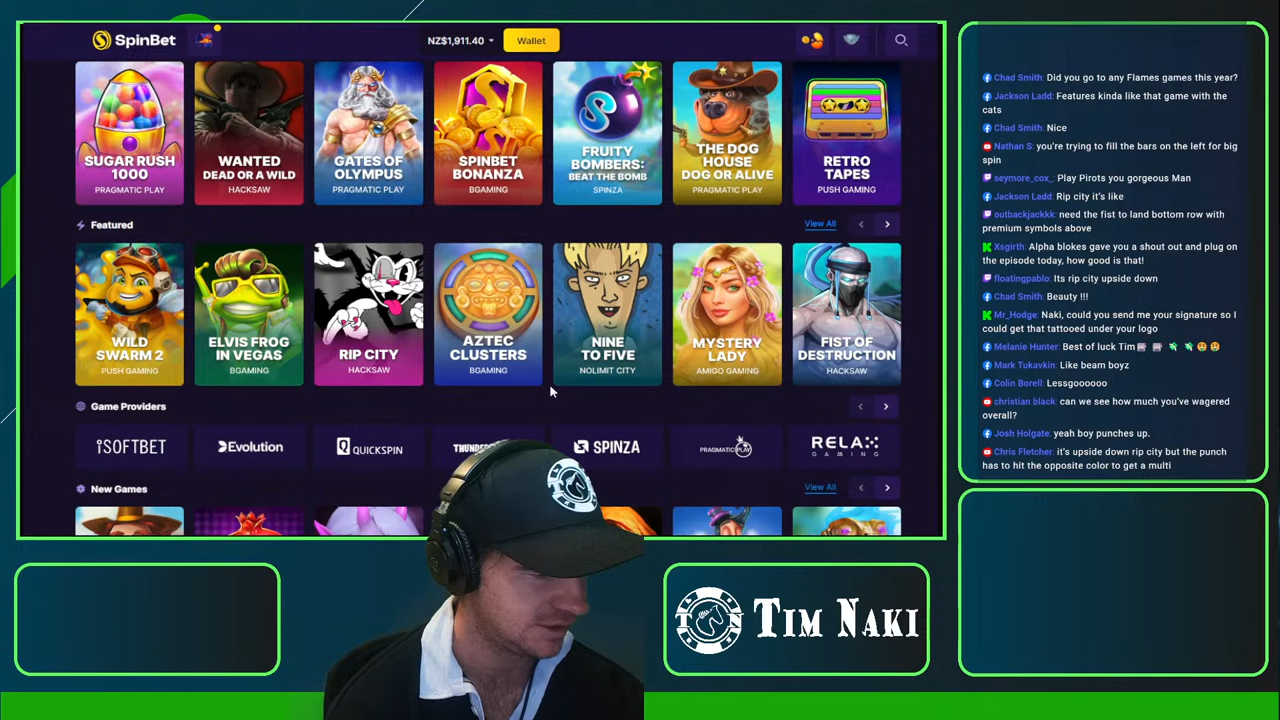 SpinBet
NZ$1,911.40
Wallet
SUGAR RUSH
1000
PRAGMATIC PLAY
WANTED
DEAD OR A WILD
HACKSAW
GATES OF
OLYMPUS
PRAGMATIC PLAY
SPINBET
BONANZA
BGAMING
FRUITY
BOMBERS:
BEAT THE BOMB
SPINZA
THE DOG
HOUSE
DOG OR ALIVE
PRAGMATIC PLAY
RETRO
TAPES
PUSH GAMING
Featured
View All
WILD
SWARM 2
PUSH GAMING
ELVIS FROG
IN VEGAS
BGAMING
RIP CITY
HACKSAW
AZTEC
CLUSTERS
BGAMING
NINE
TO FIVE
NOLIMIT CITY
MYSTERY
LADY
AMIGO GAMING
FIST OF
DESTRUCTION
HACKSAW
Game Providers
iSOFTBET
Evolution
QUICKSPIN
SPINZA
PRAGMATIC PLAY
RELAX
GAMING
New Games
View All
TIM NAKI
Chad Smith: Did you go to any Flames games this year?
Jackson Ladd: Features kinda like that game with the
cats
Chad Smith: Nice
Nathan S: you're trying to fill the bars on the left for big
spin
seymore_cox_: Play Pirots you gorgeous Man
Jackson Ladd: Rip city it's like
outbackjackkk: need the fist to land bottom row with
premium symbols above
Xsgirth: Alpha blokes gave you a shout out and plug on
the episode today, how good is that!
floatingpablo: Its rip city upside down
Chad Smith: Beauty !!!
Mr_Hodge: Naki, could you send me your signature so I
could get that tattooed under your logo
Melanie Hunter: Best of luck Tim
Mark Tukavkin: Like beam boyz
Colin Borell: Lessgoooooo
christian black: can we see how much you've wagered
overall?
Josh Holgate: yeah boy punches up.
Chris Fletcher: it's upside down rip city but the punch
has to hit the opposite color to get a multi